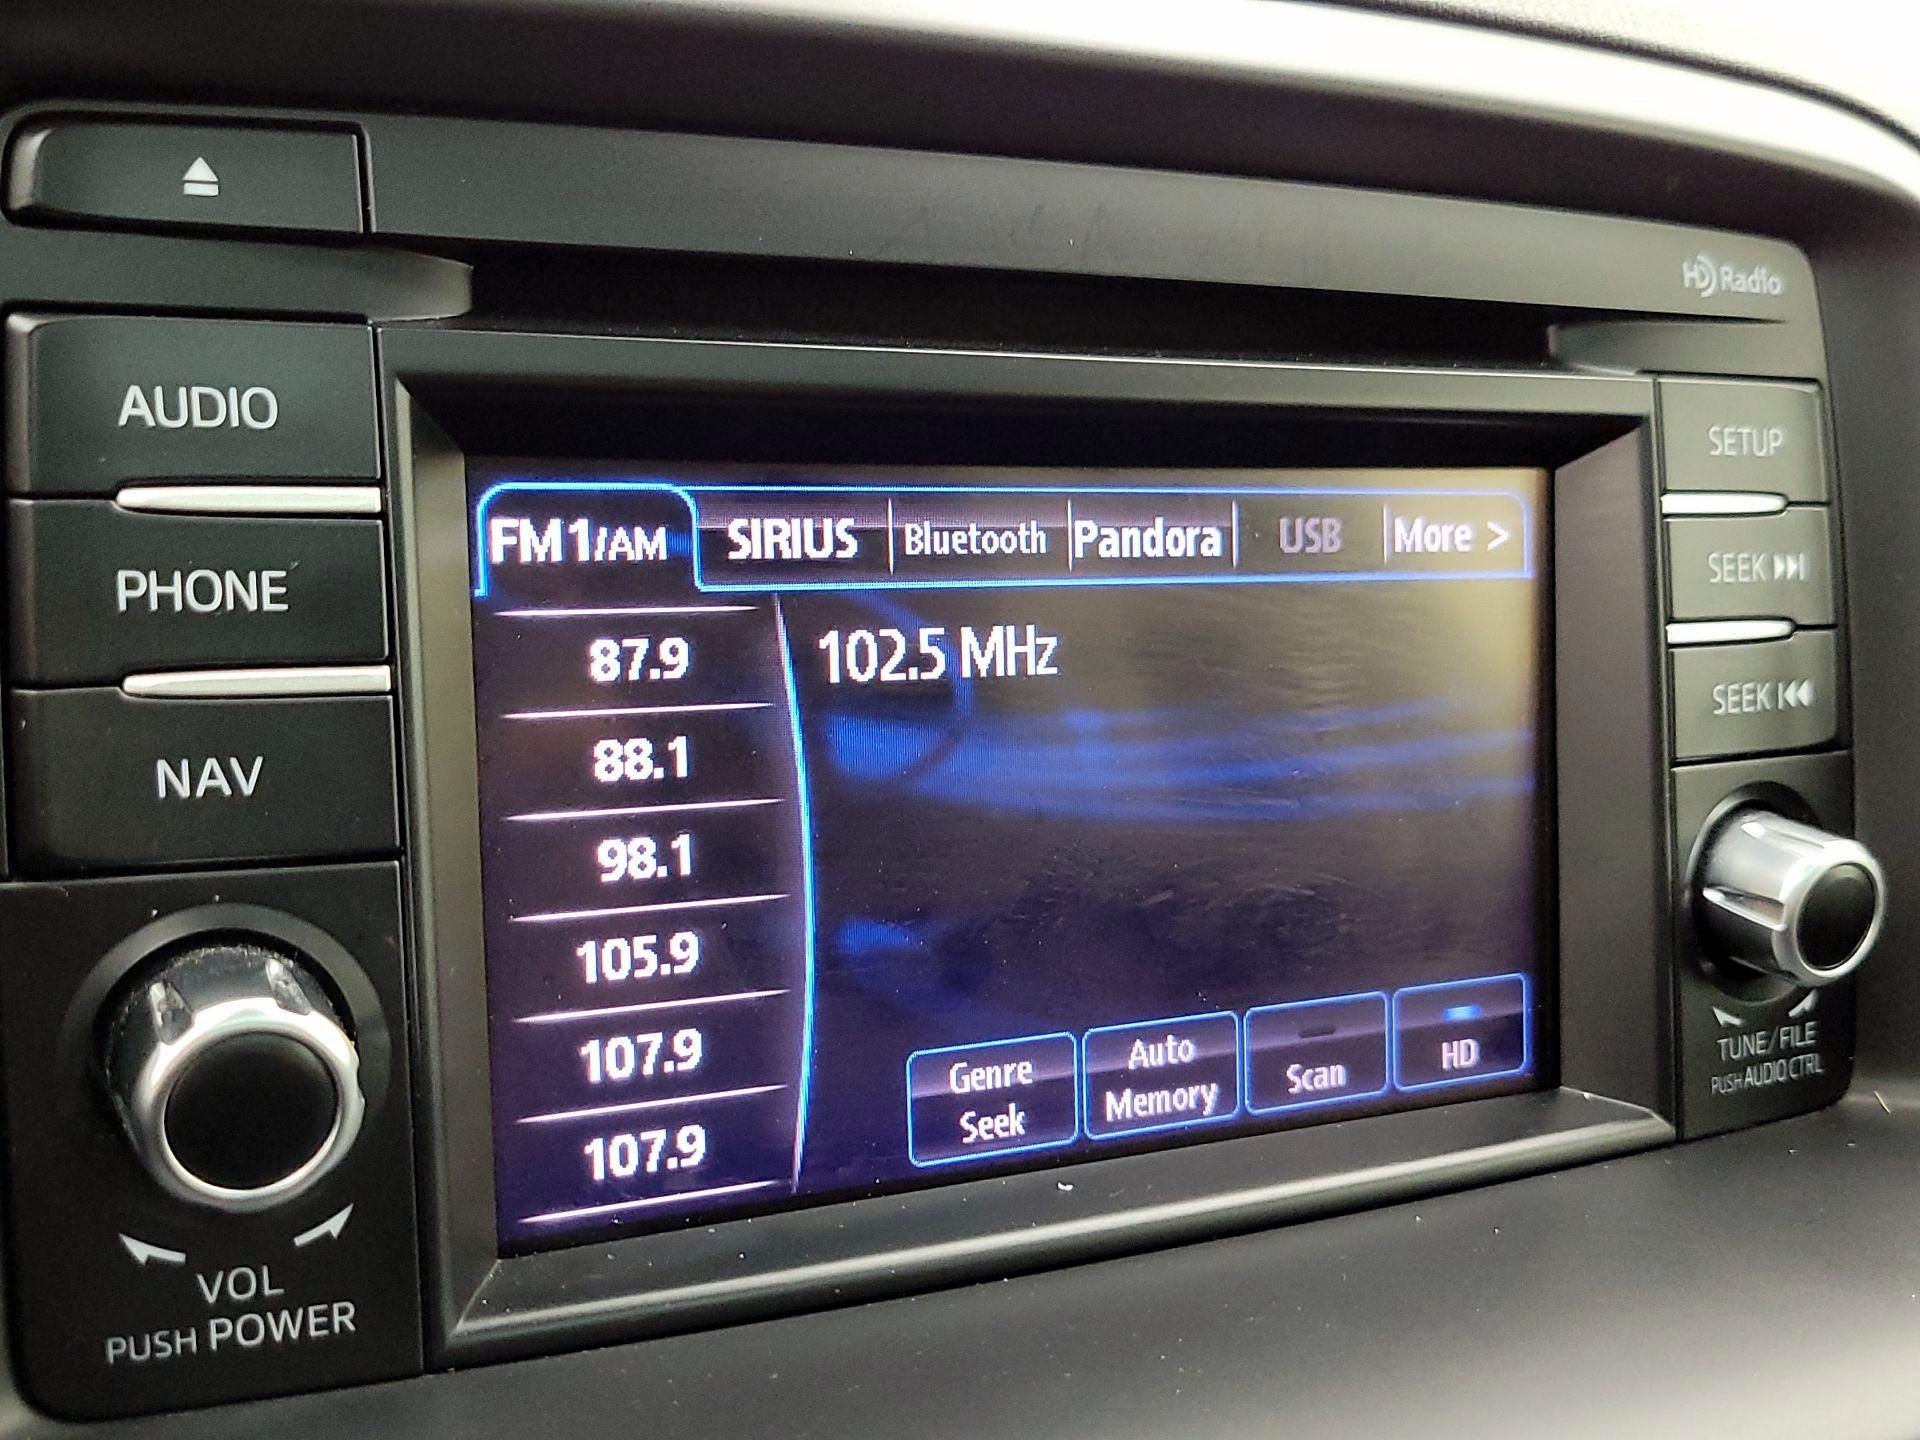 HD Radio
AUDIO
PHONE
NAV
VOL
PUSH POWER
FM1/AM SIRIUS Bluetooth Pandora USB More >
87.9
88.1
98.1
105.9
107.9
107.9
102.5 MHz
Genre
Seek
Auto
Memory
Scan
HD
SETUP
SEEK
SEEK
TUNE/FILE
PUSH AUDIO CTRL